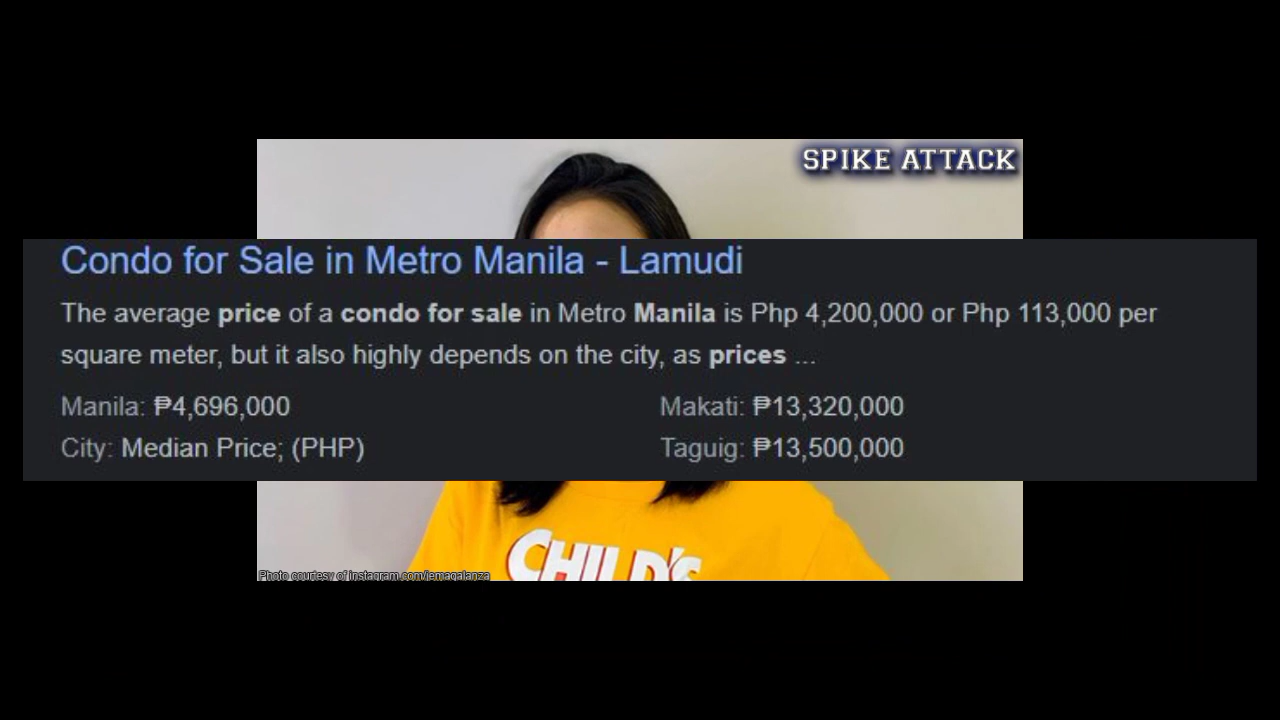 SPIKE ATTACK
Condo for Sale in Metro Manila - Lamudi
The average price of a condo for sale in Metro Manila is Php 4,200,000 or Php 113,000 per
square meter, but it also highly depends on the city, as prices ...
Manila: ₱4,696,000 Makati: ₱13,320,000
City: Median Price; (PHP) Taguig: ₱13,500,000
CHILD'S
Photo courtesy of instagram.com/jemagalanza